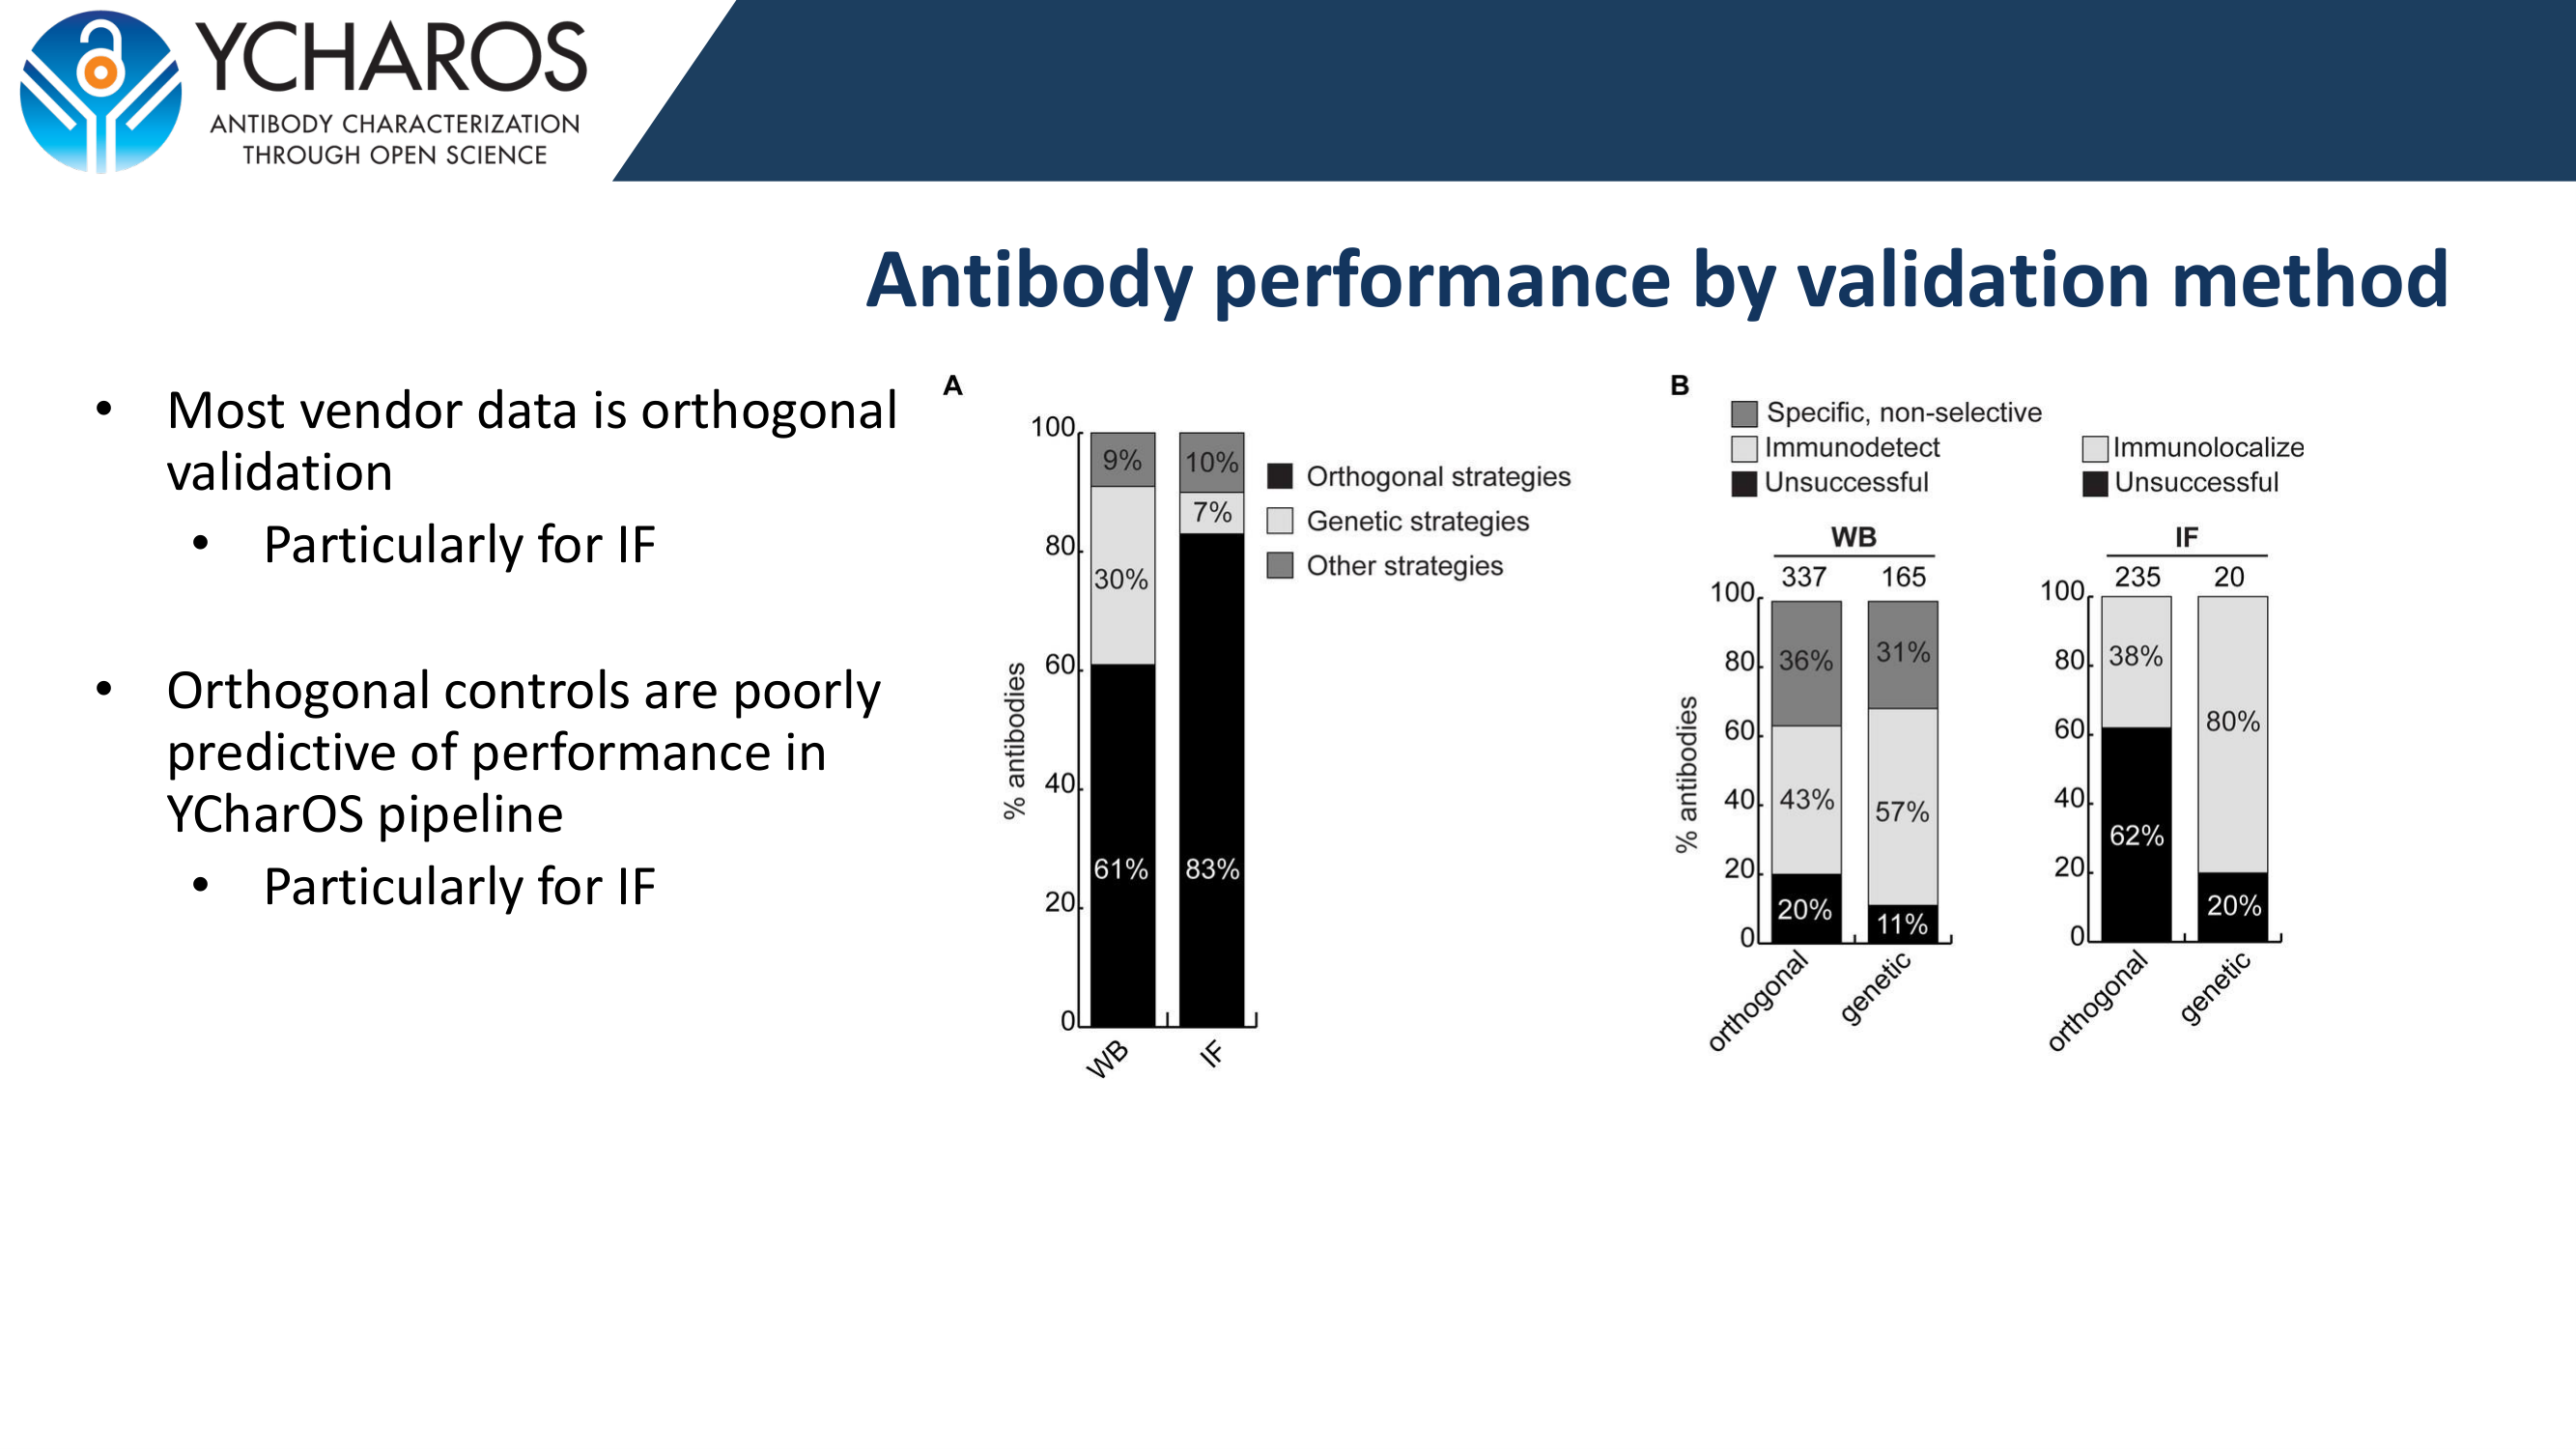 YCHAROS
ANTIBODY CHARACTERIZATION
THROUGH OPEN SCIENCE
Antibody performance by validation method
• Most vendor data is orthogonal
validation
• Particularly for IF
• Orthogonal controls are poorly
predictive of performance in
YCharOS pipeline
• Particularly for IF
A
% antibodies
100
80
60
40
20
0
9%
30%
61%
10%
7%
83%
WB
IF
Orthogonal strategies
Genetic strategies
Other strategies
B
Specific, non-selective
Immunodetect
Unsuccessful
Immunolocalize
Unsuccessful
WB
337 165
% antibodies
100
80
60
40
20
0
36%
43%
20%
31%
57%
11%
orthogonal
genetic
IF
235 20
100
80
60
40
20
0
38%
62%
80%
20%
orthogonal
genetic